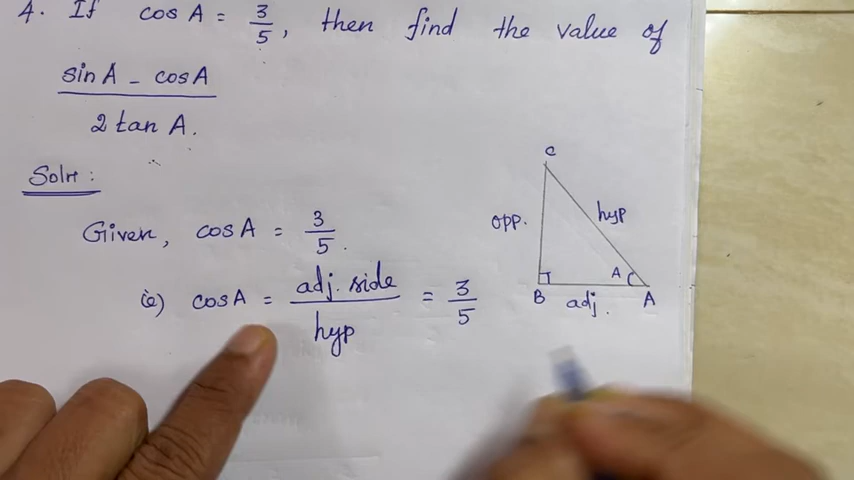 4. If cos A = 3/5, then find the value of
sin A - cos A / 2 tan A.
Soln :
Given, cos A = 3/5.
(ie) cos A = adj. side / hyp = 3/5
C
opp.
hyp
A
B
adj.
A